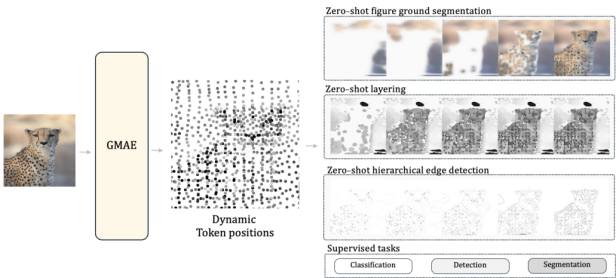 Zero-shot figure ground segmentation
Zero-shot layering
GMAE
Dynamic
Token positions
Zero-shot hierarchical edge detection
Supervised tasks
Classification
Detection
Segmentation